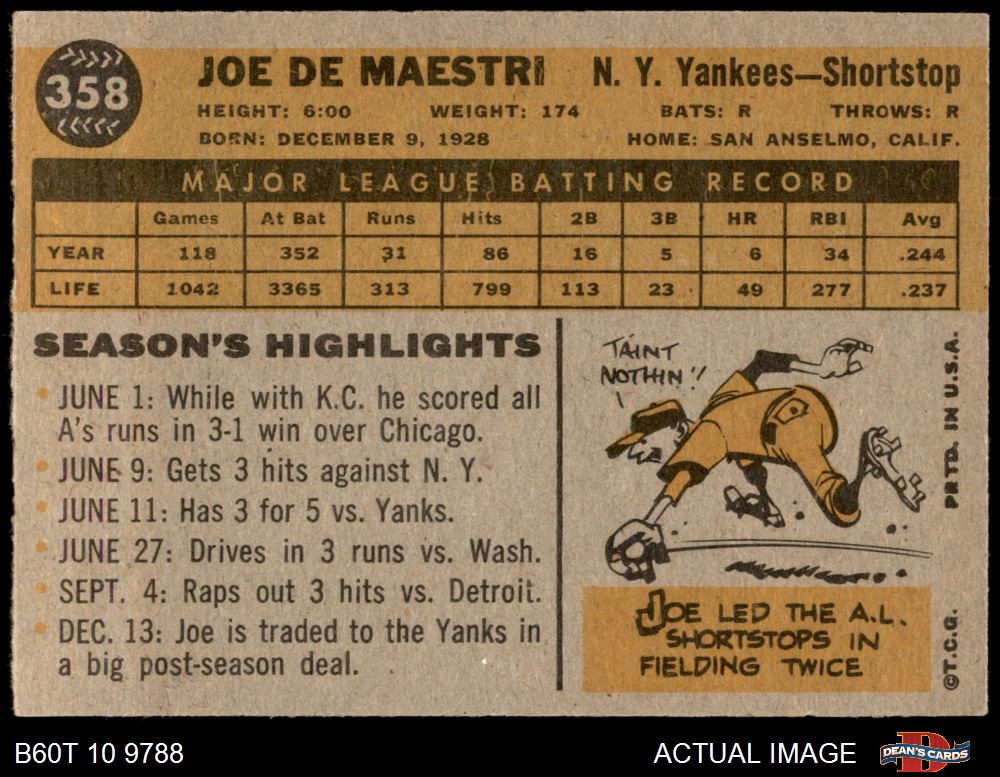 358
JOE DE MAESTRI N. Y. Yankees—Shortstop
HEIGHT: 6:00 WEIGHT: 174 BATS: R THROWS: R
BORN: DECEMBER 9, 1928 HOME: SAN ANSELMO, CALIF.
MAJOR LEAGUE BATTING RECORD
Games At Bat Runs Hits 2B 3B HR RBI Avg
YEAR 118 352 31 86 16 5 6 34 .244
LIFE 1042 3365 313 799 113 23 49 277 .237
SEASON'S HIGHLIGHTS
JUNE 1: While with K.C. he scored all
A's runs in 3-1 win over Chicago.
JUNE 9: Gets 3 hits against N. Y.
JUNE 11: Has 3 for 5 vs. Yanks.
JUNE 27: Drives in 3 runs vs. Wash.
SEPT. 4: Raps out 3 hits vs. Detroit.
DEC. 13: Joe is traded to the Yanks in
a big post-season deal.
TAINT
NOTHIN'!!
JOE LED THE A.L.
SHORTSTOPS IN
FIELDING TWICE
©T.C.G. PRTD. IN U.S.A.
B60T 10 9788 ACTUAL IMAGE DEAN'S CARDS